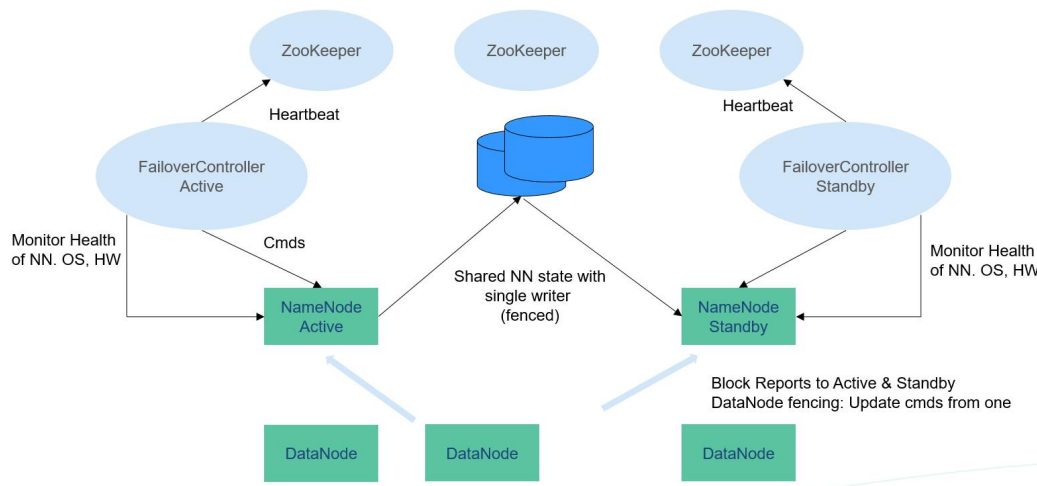 ZooKeeper
ZooKeeper
ZooKeeper
Heartbeat
Heartbeat
FailoverController
Active
FailoverController
Standby
Monitor Health
of NN. OS, HW
Cmds
Monitor Health
of NN. OS, HW
Shared NN state with
single writer
(fenced)
NameNode
Active
NameNode
Standby
Block Reports to Active & Standby
DataNode fencing: Update cmds from one
DataNode
DataNode
DataNode